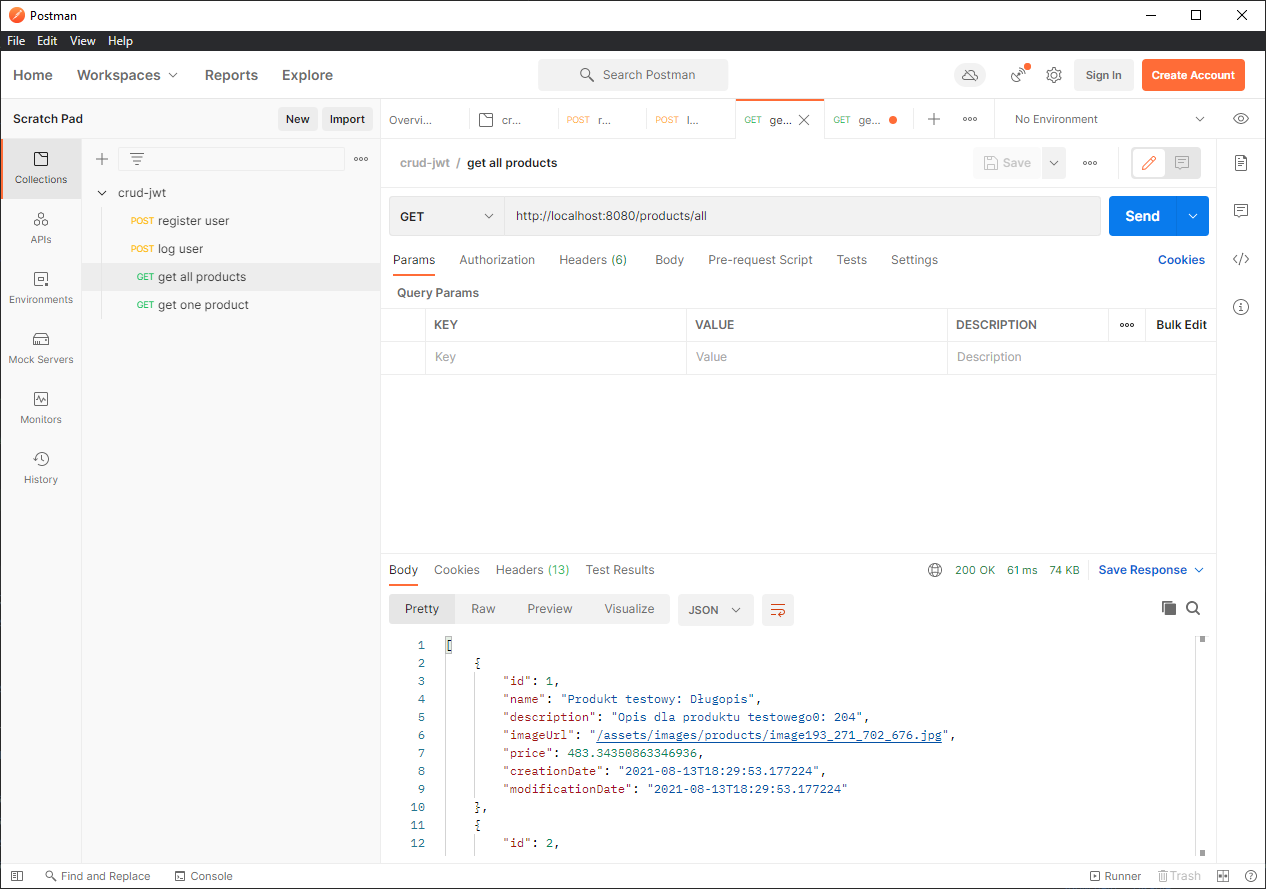 Postman
File Edit View Help
Home Workspaces Reports Explore Search Postman Sign In Create Account
Scratch Pad New Import
Overvi... cr... POST r... POST l... GET ge... GET ge... No Environment
Collections
APIs
Environments
Mock Servers
Monitors
History
crud-jwt
POST register user
POST log user
GET get all products
GET get one product
crud-jwt / get all products Save
GET http://localhost:8080/products/all Send
Params Authorization Headers (6) Body Pre-request Script Tests Settings Cookies
Query Params
KEY VALUE DESCRIPTION Bulk Edit
Key Value Description
Body Cookies Headers (13) Test Results 200 OK 61 ms 74 KB Save Response
Pretty Raw Preview Visualize JSON
1 [
2 {
3 "id": 1,
4 "name": "Produkt testowy: Długopis",
5 "description": "Opis dla produktu testowego0: 204",
6 "imageUrl": "/assets/images/products/image193_271_702_676.jpg",
7 "price": 483.34350863346936,
8 "creationDate": "2021-08-13T18:29:53.177224",
9 "modificationDate": "2021-08-13T18:29:53.177224"
10 },
11 {
12 "id": 2,
Find and Replace Console Runner Trash